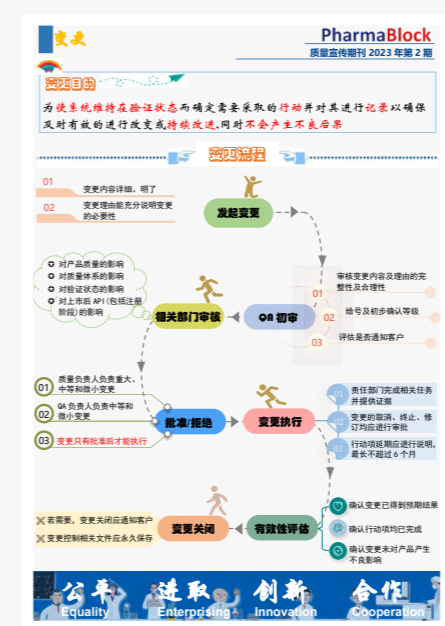 变更
PharmaBlock
质量宣传期刊 2023 年第 2 期
变更目的
为使系统维持在验证状态而确定需要采取的行动并对其进行记录以确保
及时有效的进行改变或持续改进,同时不会产生不良后果
变更流程
01
变更内容详细、明了
02
变更理由能充分说明变更
的必要性
发起变更
对产品质量的影响
对质量体系的影响
对验证状态的影响
对上市后 API(包括注册
阶段)的影响
相关部门审核
QA 初审
审核变更内容及理由的完
整性及合理性
01
给号及初步确认等级
02
评估是否通知客户
03
01
质量负责人负责重大、
中等和微小变更
02
QA 负责人负责中等和
微小变更
03
变更只有批准后才能执行
批准/拒绝
变更执行
01
责任部门完成相关任务
并提供证据
02
变更的取消、终止、修
订均应进行审批
03
行动项延期应进行说明,
最长不超过 6 个月
若需要，变更关闭应通知客户
变更控制相关文件应永久保存
变更关闭
有效性评估
确认变更已得到预期结果
确认行动项均已完成
确认变更未对产品产生
不良影响
公平 进取 创新 合作
Equality Enterprising Innovation Cooperation